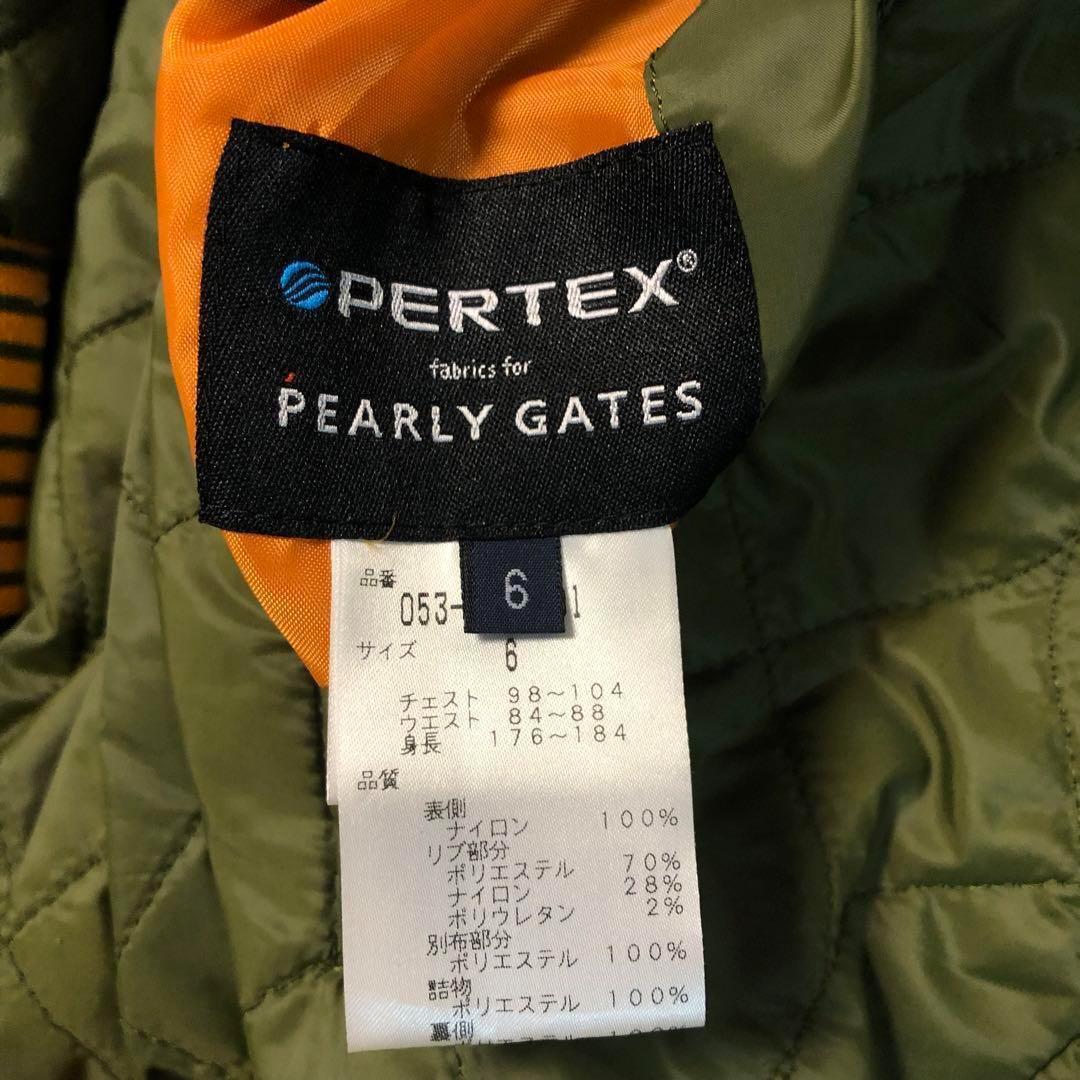 PERTEX®
fabrics for
PEARLY GATES
6
品番
053- 1
サイズ 6
チェスト 98～104
ウエスト 84～88
身長 176～184
品質
表側
ナイロン 100%
リブ部分
ポリエステル 70%
ナイロン 28%
ポリウレタン 2%
別布部分
ポリエステル 100%
詰物
ポリエステル 100%
裏側